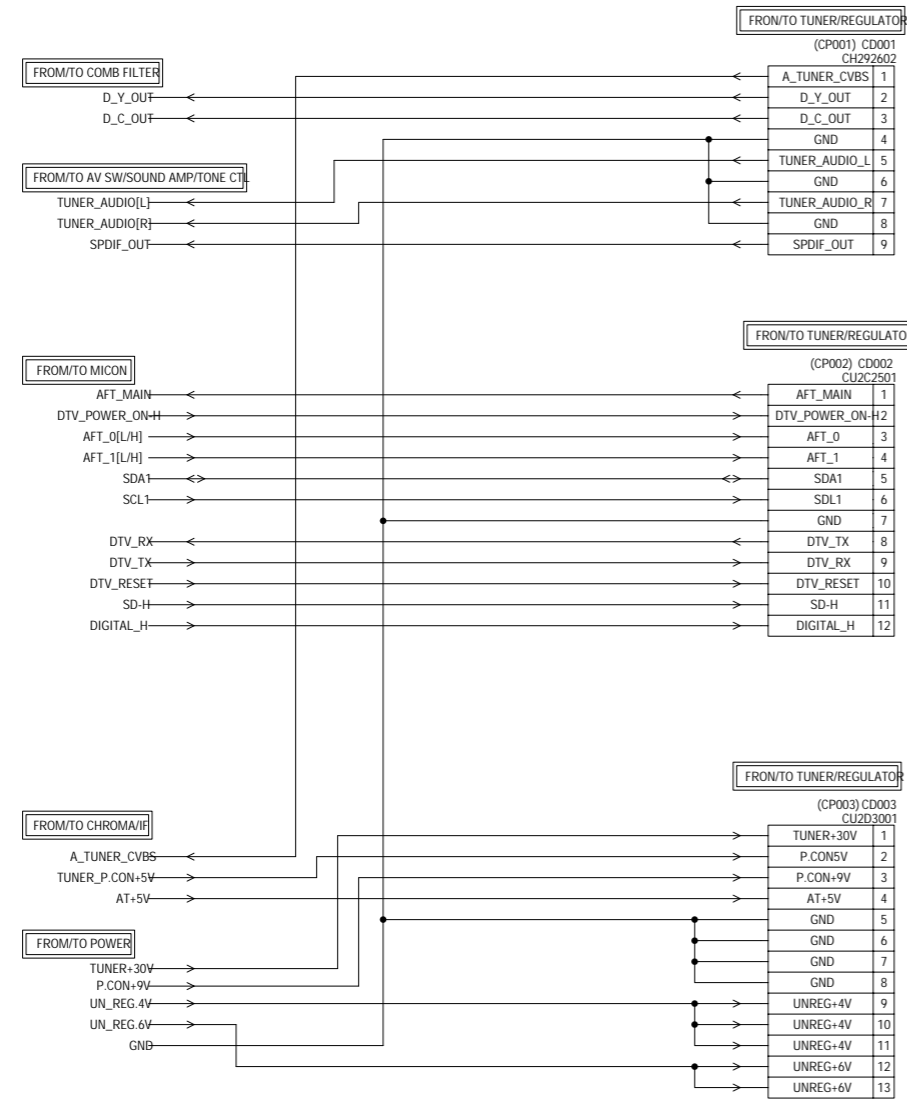 FRON/TO TUNER/REGULATOR
(CP001) CD001
CH292602
FROM/TO COMB FILTER
A_TUNER_CVBS 1
D_Y_OUT D_Y_OUT 2
D_C_OUT D_C_OUT 3
GND 4
FROM/TO AV SW/SOUND AMP/TONE CTL
TUNER_AUDIO_L 5
GND 6
TUNER_AUDIO[L] TUNER_AUDIO_R 7
TUNER_AUDIO[R] GND 8
SPDIF_OUT SPDIF_OUT 9
FRON/TO TUNER/REGULATO
FROM/TO MICON
(CP002) CD002
CU2C2501
AFT_MAIN AFT_MAIN 1
DTV_POWER_ON-H DTV_POWER_ON-H 2
AFT_0[L/H] AFT_0 3
AFT_1[L/H] AFT_1 4
SDA1 SDA1 5
SCL1 SDL1 6
GND 7
DTV_RX DTV_TX 8
DTV_TX DTV_RX 9
DTV_RESET DTV_RESET 10
SD-H SD-H 11
DIGITAL_H DIGITAL_H 12
FRON/TO TUNER/REGULATOR
(CP003) CD003
CU2D3001
FROM/TO CHROMA/IF
TUNER+30V 1
A_TUNER_CVBS P.CON5V 2
TUNER_P.CON+5V P.CON+9V 3
AT+5V AT+5V 4
GND 5
FROM/TO POWER
GND 6
GND 7
TUNER+30V
P.CON+9V GND 8
UN_REG.4V UNREG+4V 9
UN_REG.6V UNREG+4V 10
GND UNREG+4V 11
UNREG+6V 12
UNREG+6V 13